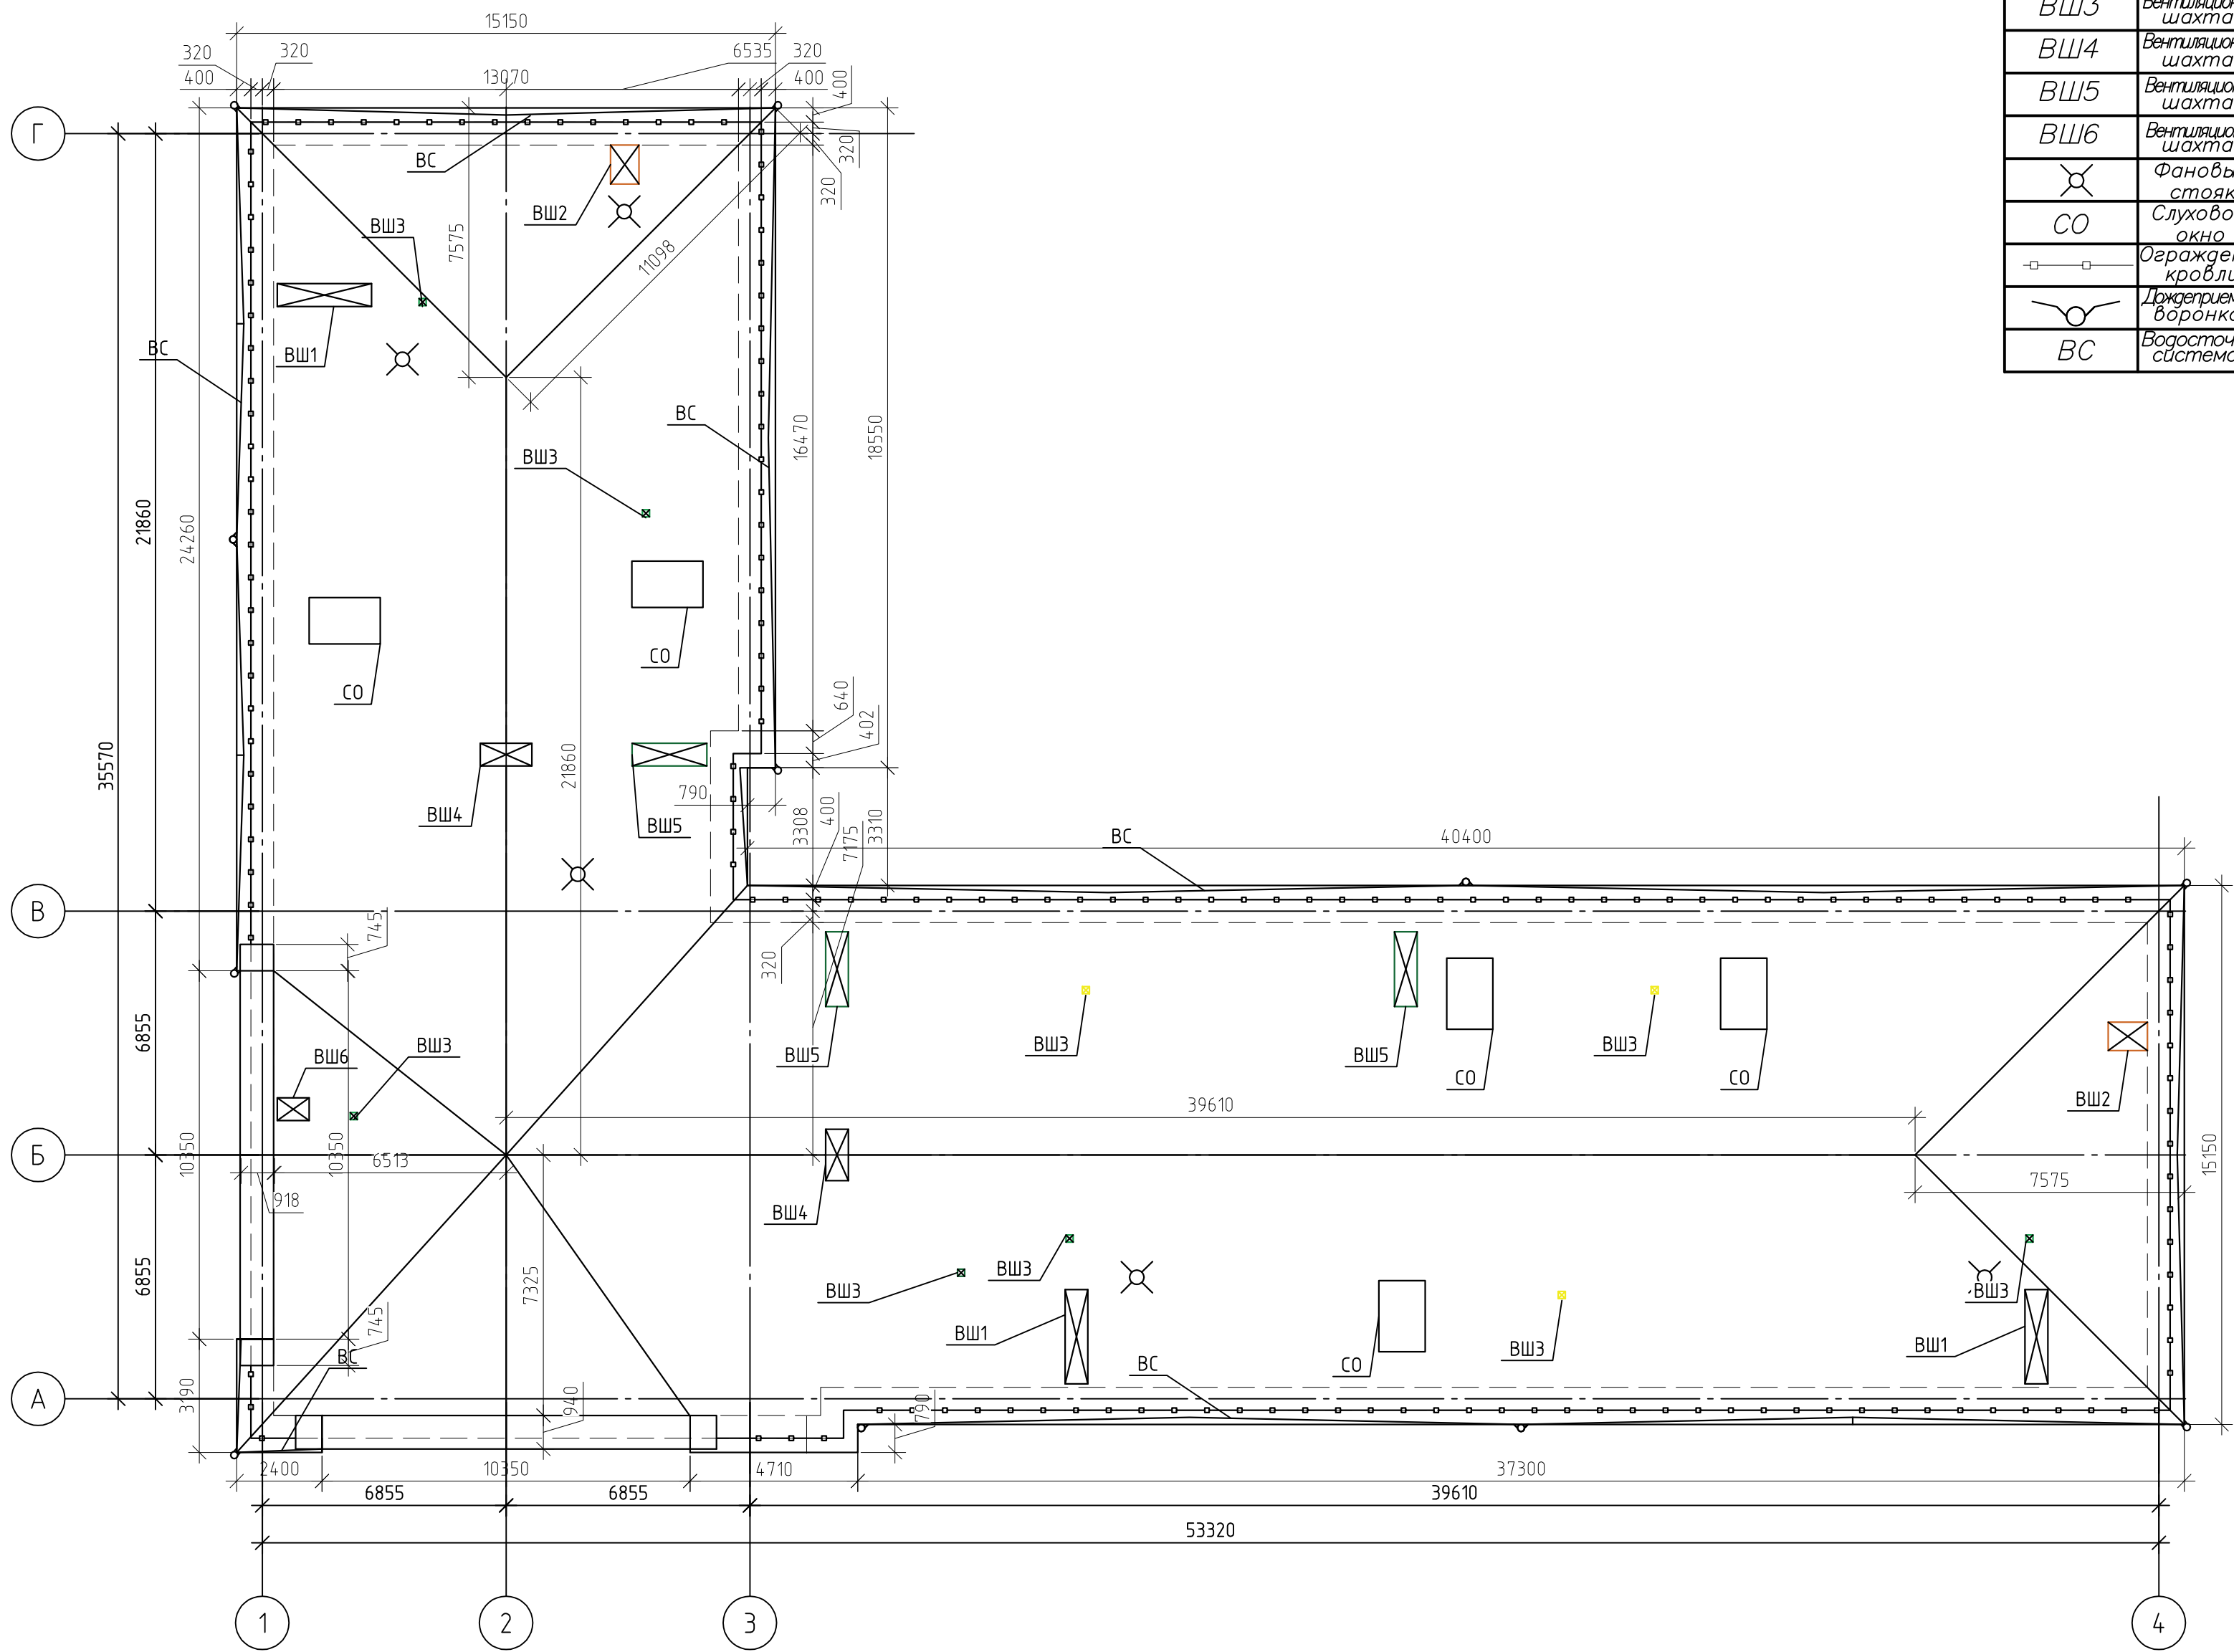 15150
320
320
6535
320
400
13070
400
400
320
320
Г
ВС
ВШ2
ВШ3
7575
11098
ВШ1
ВС
ВС
16470
18550
ВШ3
21860
24260
СО
СО
640
402
35570
21860
790
ВШ4
ВШ5
3308
400
7175
3310
ВС
40400
В
745
320
6855
ВШ6
ВШ3
ВШ5
ВШ3
ВШ5
СО
ВШ3
СО
ВШ2
39610
Б
10350
10350
6513
918
7575
15150
ВШ4
6855
7325
745
ВШ3
ВШ3
ВШ3
ВШ1
ВШ3
СО
ВС
ВШ1
ВС
А
3190
940
790
2400
10350
4710
37300
6855
6855
39610
53320
1
2
3
4
ВШ3
шахта
ВШ4
шахта
ВШ5
шахта
ВШ6
шахта
стояк
СО
окно
ВС